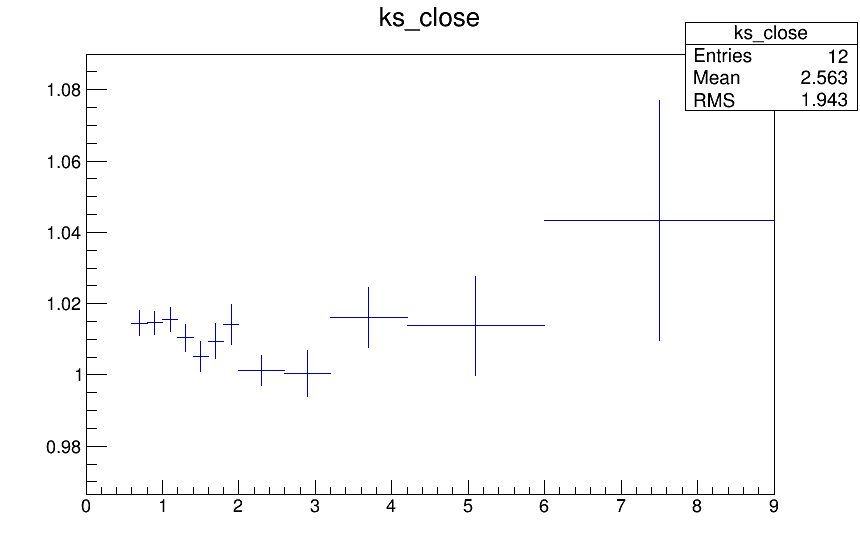 ks_close
ks_close
Entries 12
Mean 2.563
RMS 1.943
1.08
1.06
1.04
1.02
1
0.98
0 1 2 3 4 5 6 7 8 9